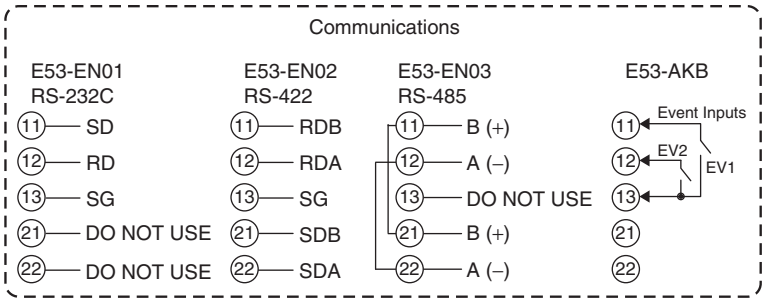 Communications
E53-EN01 E53-EN02 E53-EN03 E53-AKB
RS-232C RS-422 RS-485
11 SD 11 RDB 11 B (+) 11 Event Inputs
12 RD 12 RDA 12 A (−) 12 EV2 EV1
13 SG 13 SG 13 DO NOT USE 13
21 DO NOT USE 21 SDB 21 B (+) 21
22 DO NOT USE 22 SDA 22 A (−) 22